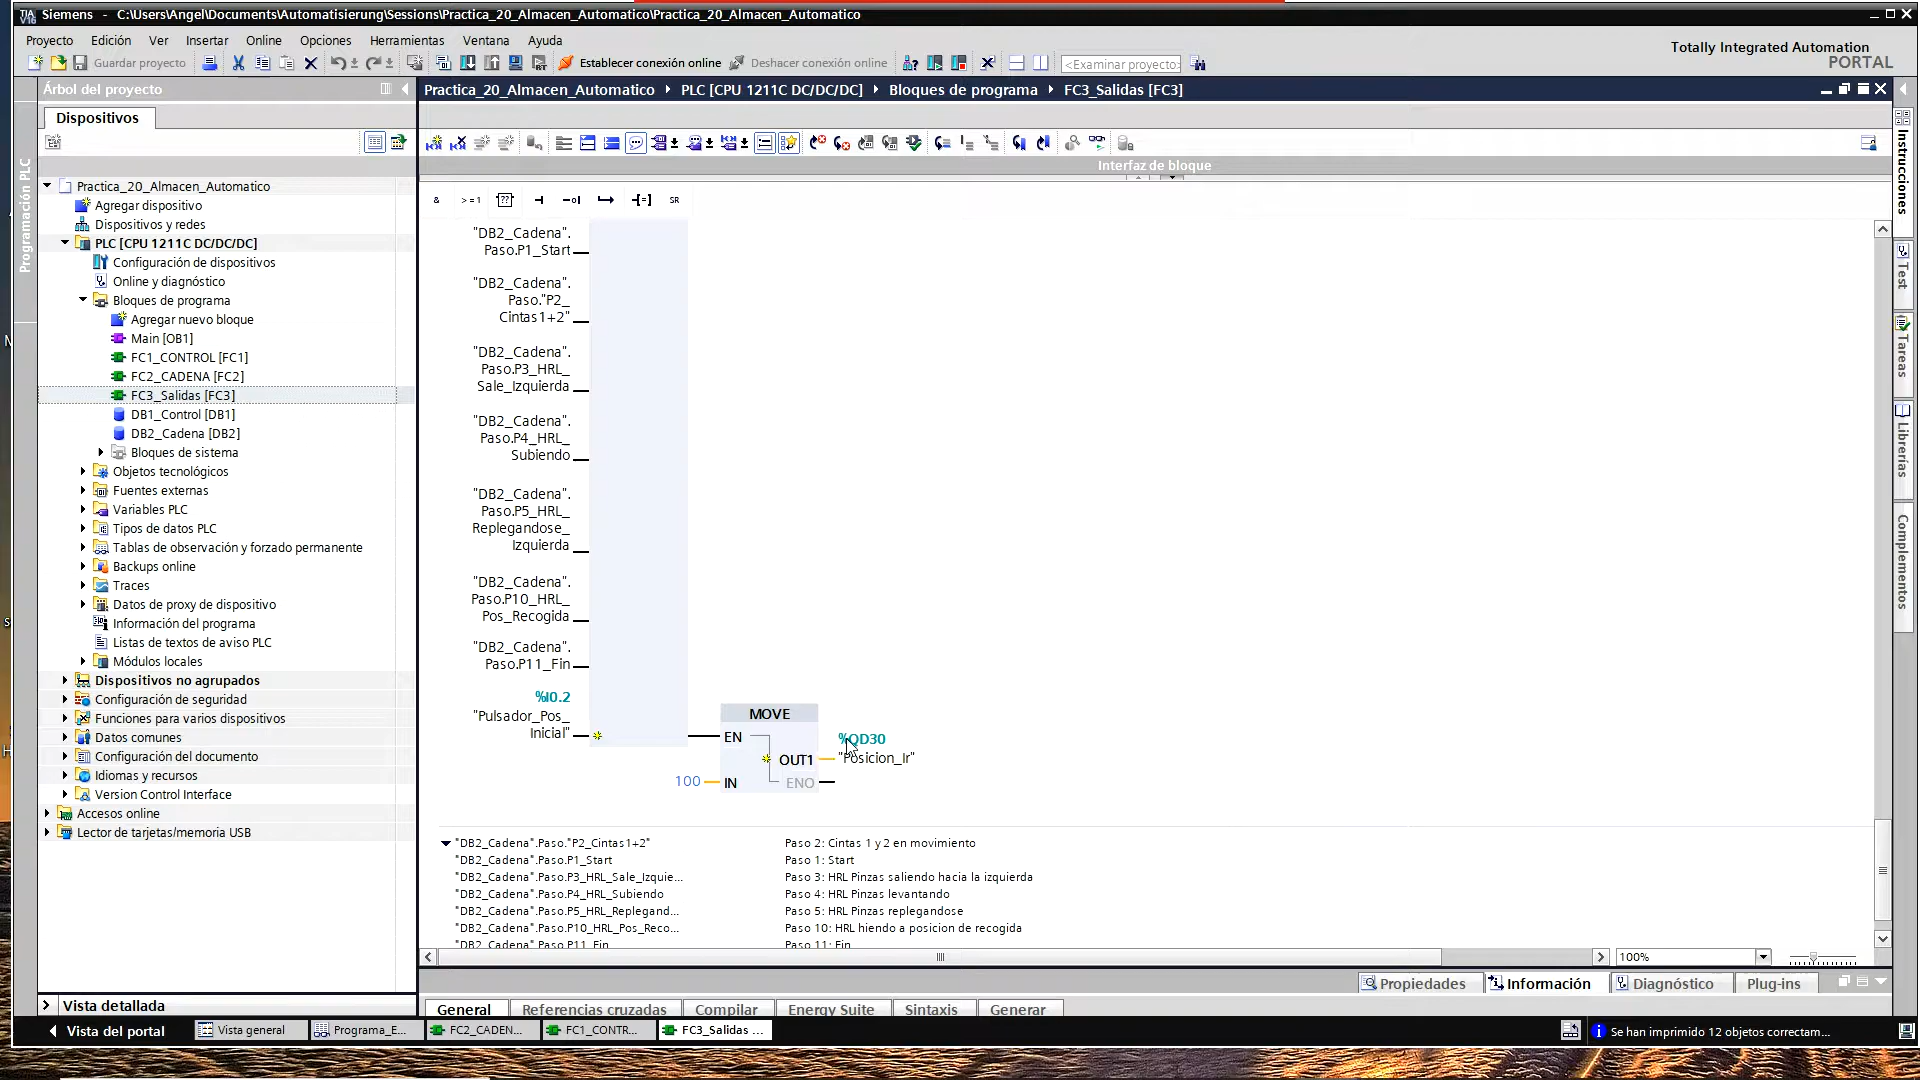 Siemens - C:\Users\Angel\Documents\Automatisierung\Sessions\Practica_20_Almacen_Automatico\Practica_20_Almacen_Automatico
Proyecto Edición Ver Insertar Online Opciones Herramientas Ventana Ayuda
Totally Integrated Automation
PORTAL
Guardar proyecto
Establecer conexión online
Deshacer conexión online
<Examinar proyecto>
Árbol del proyecto
Practica_20_Almacen_Automatico
PLC [CPU 1211C DC/DC/DC]
Bloques de programa
FC3_Salidas [FC3]
Dispositivos
Programación PLC
Practica_20_Almacen_Automatico
Agregar dispositivo
Dispositivos y redes
PLC [CPU 1211C DC/DC/DC]
Configuración de dispositivos
Online y diagnóstico
Bloques de programa
Agregar nuevo bloque
Main [OB1]
FC1_CONTROL [FC1]
FC2_CADENA [FC2]
FC3_Salidas [FC3]
DB1_Control [DB1]
DB2_Cadena [DB2]
Bloques de sistema
Objetos tecnológicos
Fuentes externas
Variables PLC
Tipos de datos PLC
Tablas de observación y forzado permanente
Backups online
Traces
Datos de proxy de dispositivo
Información del programa
Listas de textos de aviso PLC
Módulos locales
Dispositivos no agrupados
Configuración de seguridad
Funciones para varios dispositivos
Datos comunes
Configuración del documento
Idiomas y recursos
Version Control Interface
Accesos online
Lector de tarjetas/memoria USB
Vista detallada
Interfaz de bloque
& >=1 ?? SR
"DB2_Cadena".
Paso.P1_Start
"DB2_Cadena".
Paso."P2_
Cintas1+2"
"DB2_Cadena".
Paso.P3_HRL_
Sale_Izquierda
"DB2_Cadena".
Paso.P4_HRL_
Subiendo
"DB2_Cadena".
Paso.P5_HRL_
Replegandose_
Izquierda
"DB2_Cadena".
Paso.P10_HRL_
Pos_Recogida
"DB2_Cadena".
Paso.P11_Fin
%I0.2
"Pulsador_Pos_
Inicial"
MOVE
EN
OUT1
100
IN
ENO
%QD30
"Posicion_Ir"
"DB2_Cadena".Paso."P2_Cintas1+2" Paso 2: Cintas 1 y 2 en movimiento
"DB2_Cadena".Paso.P1_Start Paso 1: Start
"DB2_Cadena".Paso.P3_HRL_Sale_Izquie... Paso 3: HRL Pinzas saliendo hacia la izquierda
"DB2_Cadena".Paso.P4_HRL_Subiendo Paso 4: HRL Pinzas levantando
"DB2_Cadena".Paso.P5_HRL_Replegand... Paso 5: HRL Pinzas replegandose
"DB2_Cadena".Paso.P10_HRL_Pos_Reco... Paso 10: HRL hiendo a posicion de recogida
"DB2_Cadena".Paso.P11_Fin Paso 11: Fin
100%
Propiedades Información Diagnóstico Plug-ins
General Referencias cruzadas Compilar Energy Suite Sintaxis Generar
Instrucciones
Test
Tareas
Librerías
Complementos
Vista del portal
Vista general
Programa_E...
FC2_CADEN...
FC1_CONTR...
FC3_Salidas ...
Se han imprimido 12 objetos correctam...